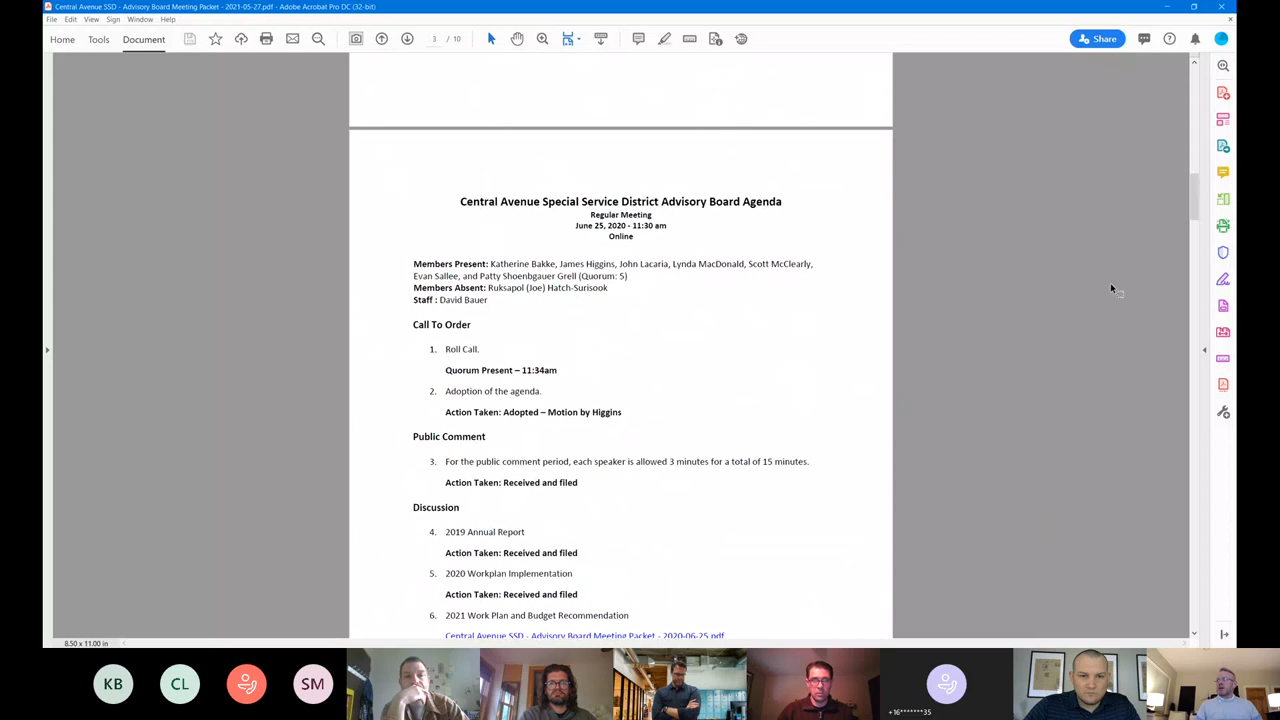 Central Avenue SSD - Advisory Board Meeting Packet - 2021-05-27.pdf - Adobe Acrobat Pro DC (32-bit)
File Edit View Sign Window Help
Home Tools Document 3 / 10 Share
Central Avenue Special Service District Advisory Board Agenda
Regular Meeting
June 25, 2020 - 11:30 am
Online
Members Present: Katherine Bakke, James Higgins, John Lacaria, Lynda MacDonald, Scott McClearly,
Evan Sallee, and Patty Shoenbgauer Grell (Quorum: 5)
Members Absent: Ruksapol (Joe) Hatch-Surisook
Staff : David Bauer
Call To Order
1. Roll Call.
Quorum Present – 11:34am
2. Adoption of the agenda.
Action Taken: Adopted – Motion by Higgins
Public Comment
3. For the public comment period, each speaker is allowed 3 minutes for a total of 15 minutes.
Action Taken: Received and filed
Discussion
4. 2019 Annual Report
Action Taken: Received and filed
5. 2020 Workplan Implementation
Action Taken: Received and filed
6. 2021 Work Plan and Budget Recommendation
Central Avenue SSD - Advisory Board Meeting Packet - 2020-06-25.pdf
8.50 x 11.00 in
KB CL SM
+16*******35